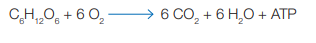 C₆H₁₂O₆ + 6 O₂ ⟶ 6 CO₂ + 6 H₂O + ATP